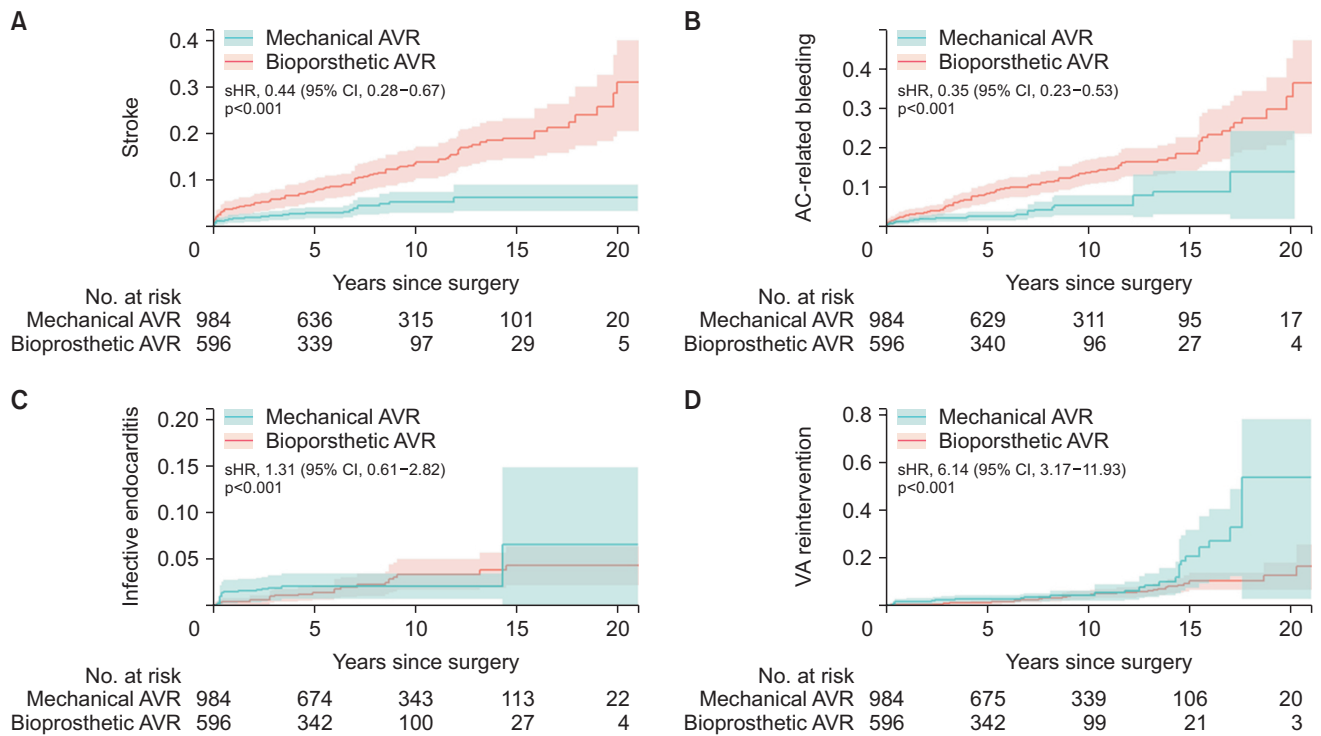 A
0.4
0.3
0.2
0.1
Stroke
Mechanical AVR
Bioporsthetic AVR
sHR, 0.44 (95% CI, 0.28–0.67)
p<0.001
0 5 10 15 20
Years since surgery
No. at risk
Mechanical AVR 984 636 315 101 20
Bioprosthetic AVR 596 339 97 29 5
B
0.4
0.3
0.2
0.1
AC-related bleeding
Mechanical AVR
Bioporsthetic AVR
sHR, 0.35 (95% CI, 0.23–0.53)
p<0.001
0 5 10 15 20
Years since surgery
No. at risk
Mechanical AVR 984 629 311 95 17
Bioprosthetic AVR 596 340 96 27 4
C
0.20
0.15
0.10
0.05
Infective endocarditis
Mechanical AVR
Bioporsthetic AVR
sHR, 1.31 (95% CI, 0.61–2.82)
p<0.001
0 5 10 15 20
Years since surgery
No. at risk
Mechanical AVR 984 674 343 113 22
Bioprosthetic AVR 596 342 100 27 4
D
0.8
0.6
0.4
0.2
VA reintervention
Mechanical AVR
Bioporsthetic AVR
sHR, 6.14 (95% CI, 3.17–11.93)
p<0.001
0 5 10 15 20
Years since surgery
No. at risk
Mechanical AVR 984 675 339 106 20
Bioprosthetic AVR 596 342 99 21 3